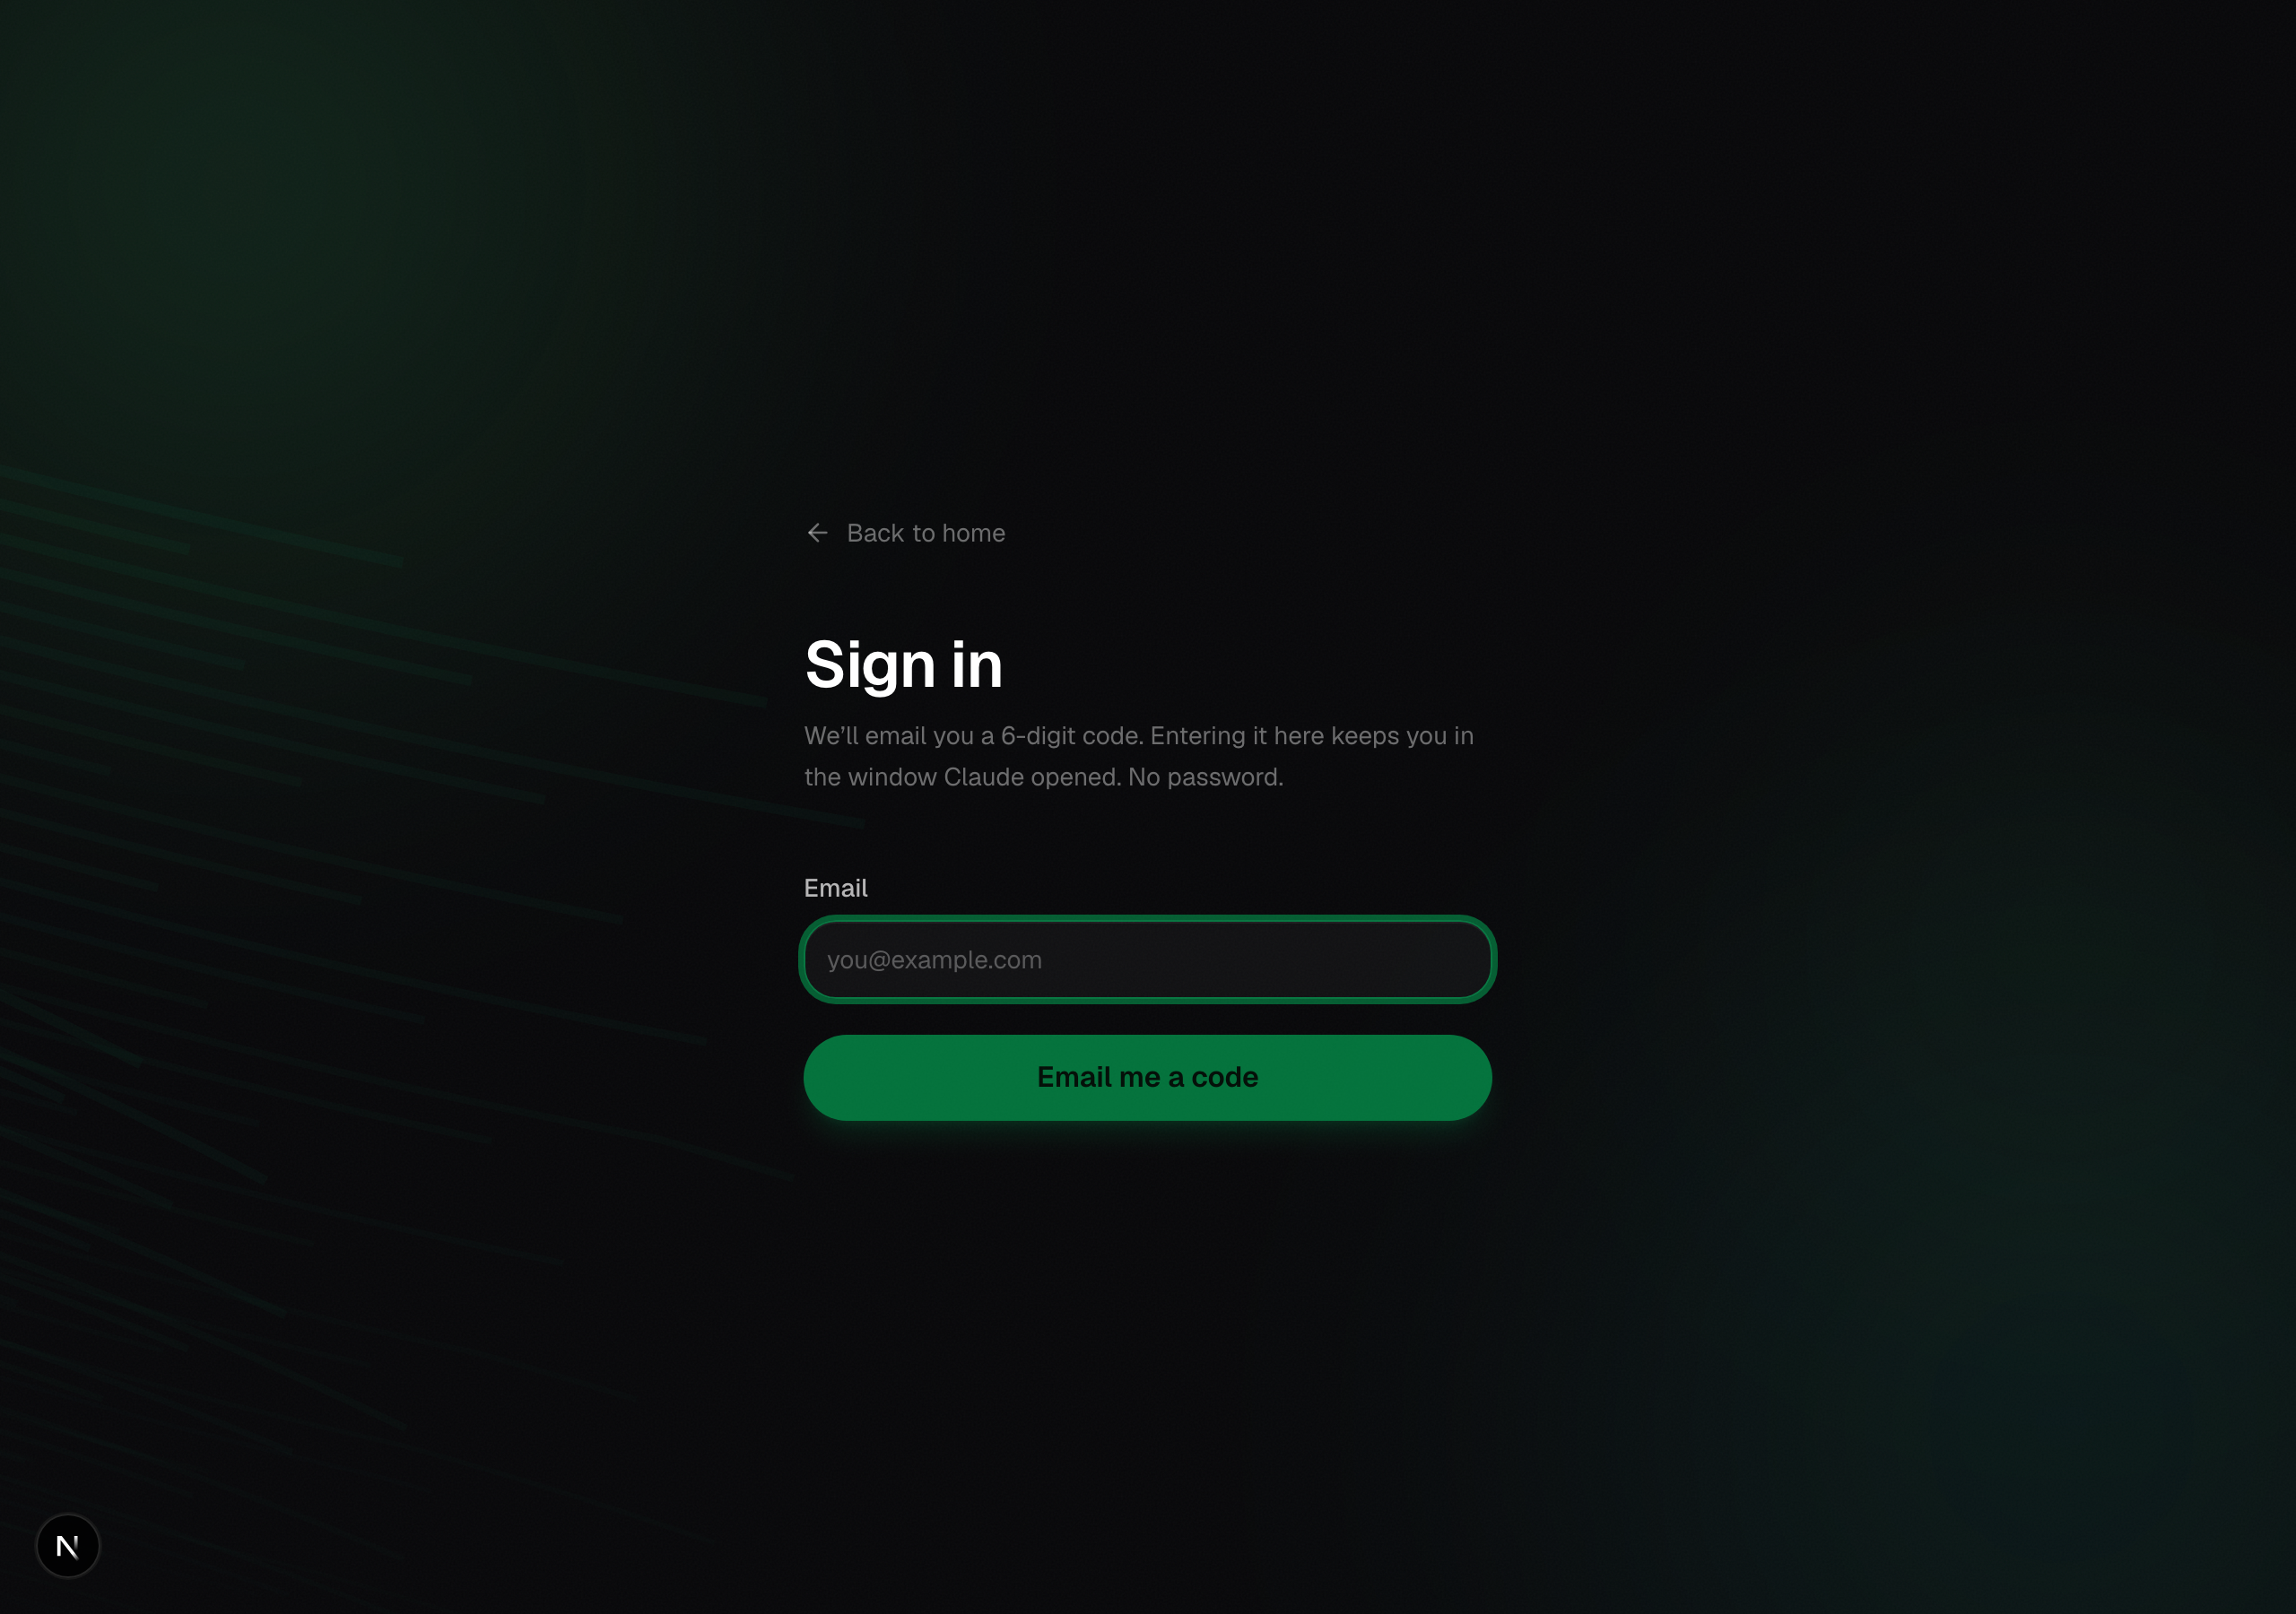 Back to home
Sign in
We’ll email you a 6-digit code. Entering it here keeps you in
the window Claude opened. No password.
Email
you@example.com
Email me a code
N